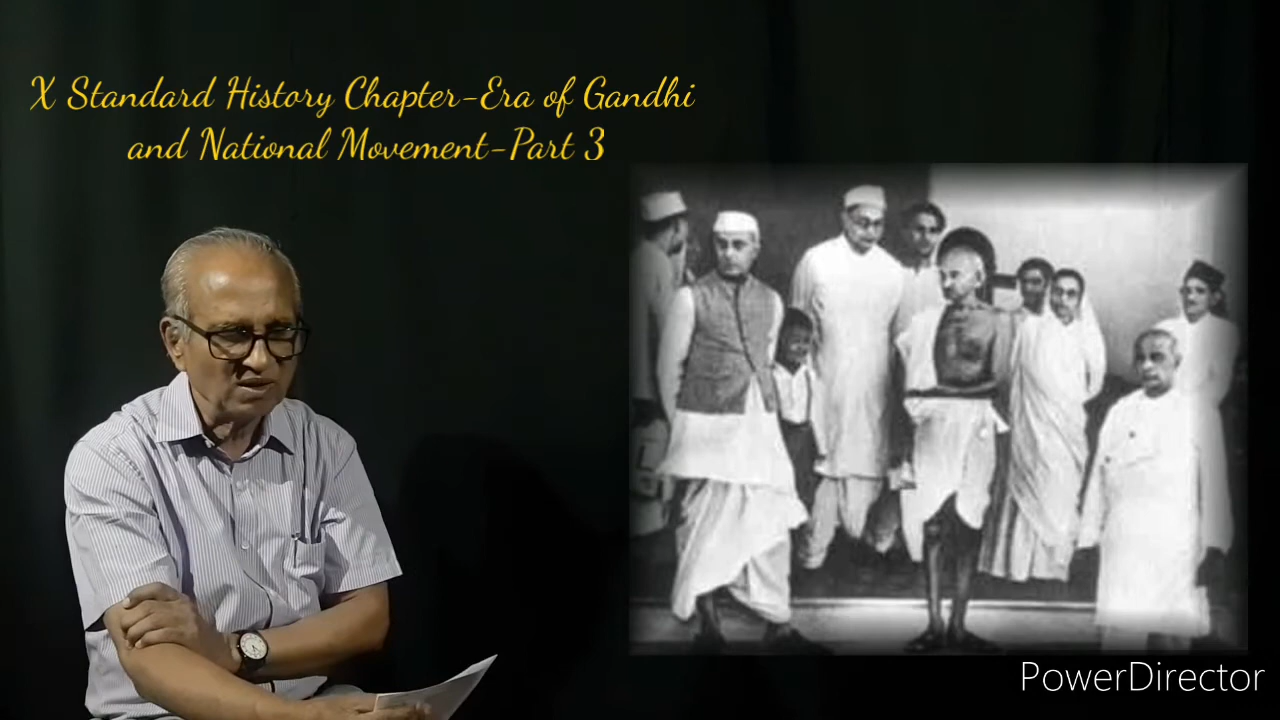 X Standard History Chapter-Era of Gandhi
and National Movement-Part 3
PowerDirector